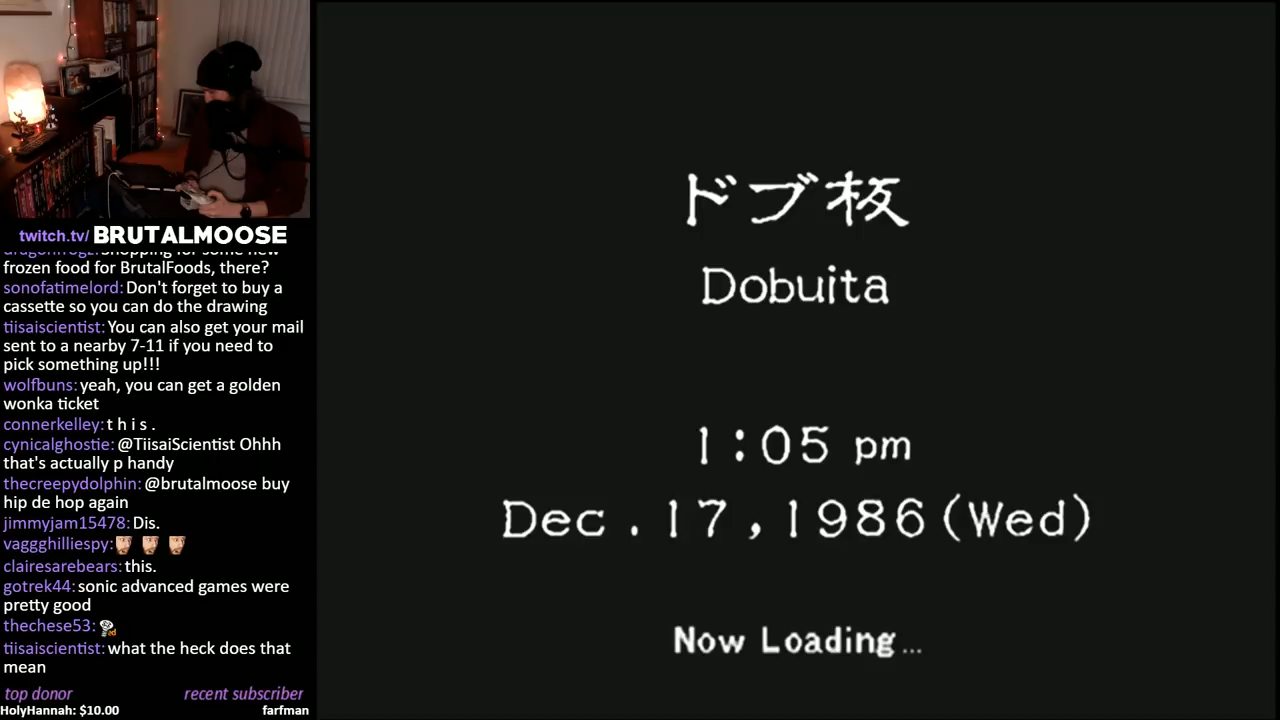 twitch.tv/ BRUTALMOOSE
frozen food for BrutalFoods, there?
sonofatimelord: Don't forget to buy a
cassette so you can do the drawing
tiisaiscientist: You can also get your mail
sent to a nearby 7-11 if you need to
pick something up!!!
wolfbuns: yeah, you can get a golden
wonka ticket
connerkelley: t h i s .
cynicalghostie: @TiisaiScientist Ohhh
that's actually p handy
thecreepydolphin: @brutalmoose buy
hip de hop again
jimmyjam15478: Dis.
vaggghilliespy:
clairesarebears: this.
gotrek44: sonic advanced games were
pretty good
thechese53:
tiisaiscientist: what the heck does that
mean
top donor recent subscriber
HolyHannah: $10.00 farfman
ドブ板
Dobuita
1:05 pm
Dec.17,1986(Wed)
Now Loading...